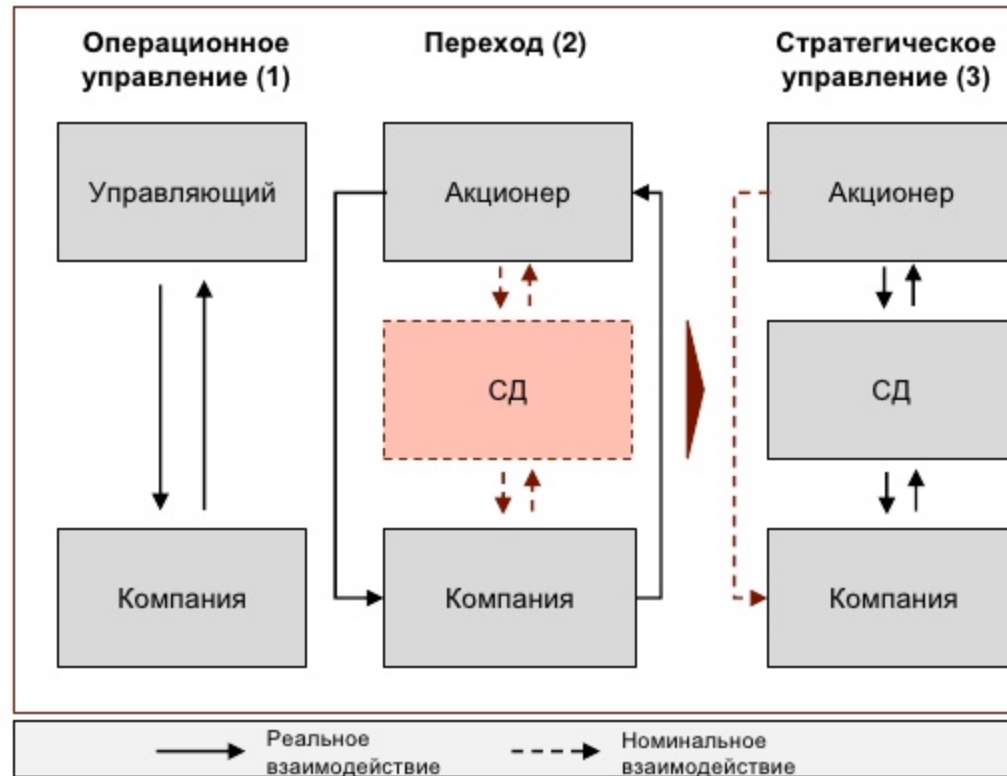 Операционное
управление (1)
Переход (2)
Стратегическое
управление (3)
Управляющий
Акционер
Акционер
СД
СД
Компания
Компания
Компания
Реальное
взаимодействие
Номинальное
взаимодействие